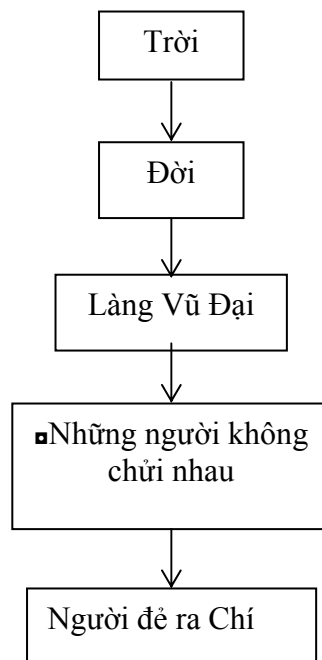 Trời
Đời
Làng Vũ Đại
◘Những người không
chửi nhau
Người đẻ ra Chí